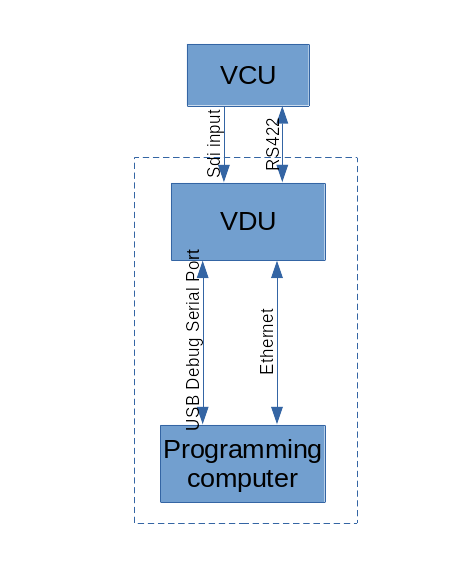 VCU
Sdi input
RS422
VDU
USB Debug Serial Port
Ethernet
Programming
computer